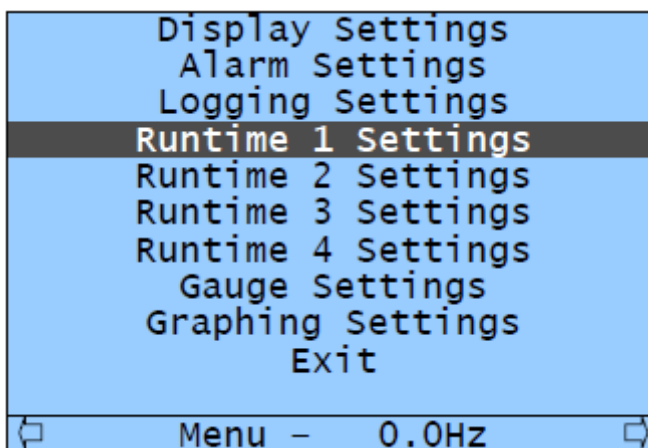 Display Settings
Alarm Settings
Logging Settings
Runtime 1 Settings
Runtime 2 Settings
Runtime 3 Settings
Runtime 4 Settings
Gauge Settings
Graphing Settings
Exit
Menu – 0.0Hz